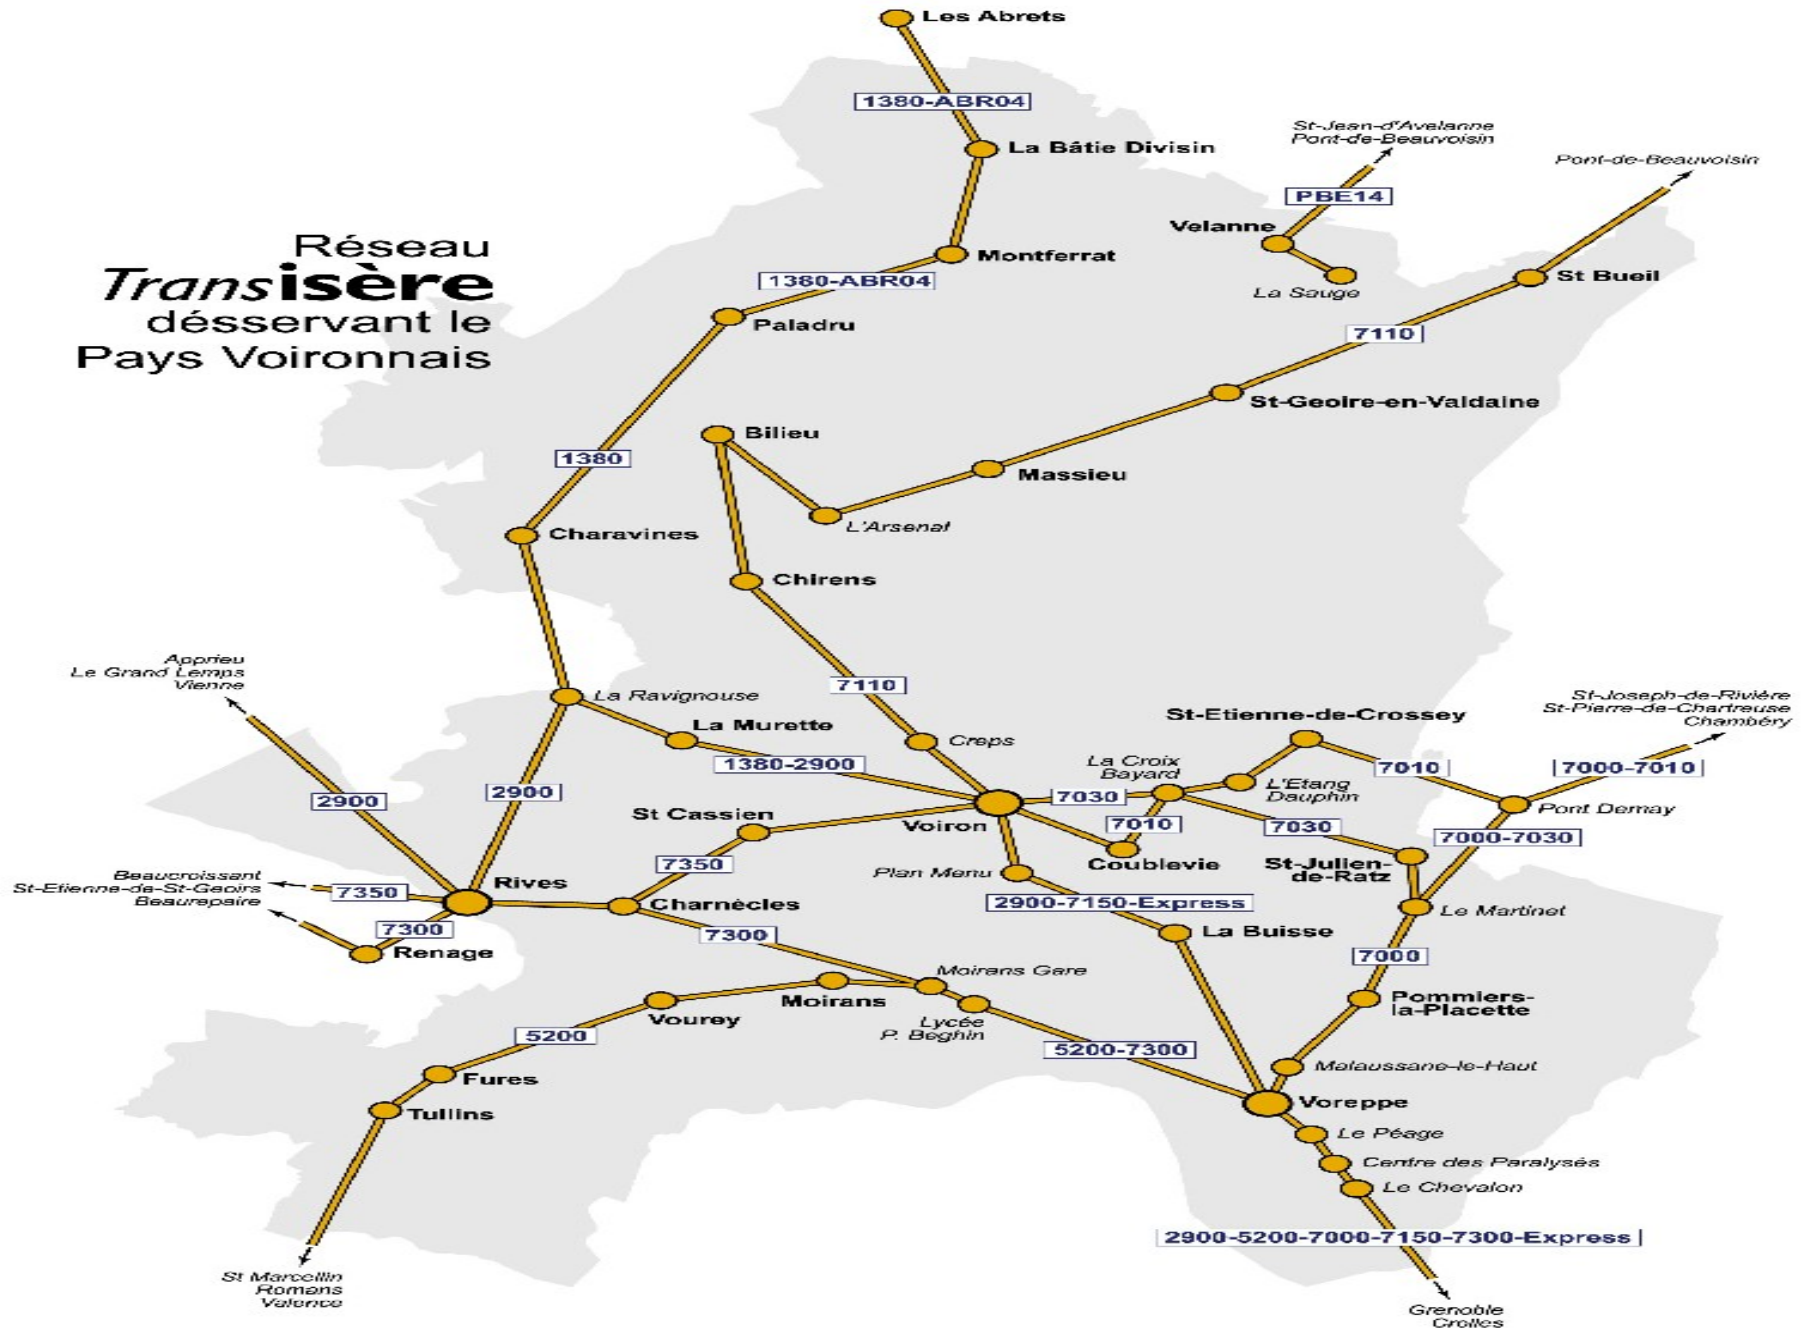 Les Abrets
1380-ABR04
La Bâtie Divisin
St-Jean-d'Avelanne
Pont-de-Beauvoisin
Pont-de-Beauvoisin
PBE14
Velanne
La Sauge
St Bueil
Réseau
Transisère
désservant le
Pays Voironnais
Montferrat
1380-ABR04
Paladru
7110
St-Geoire-en-Valdaine
Bilieu
1380
Massieu
L'Arsenal
Charavines
Chirens
Apprieu
Le Grand Lemps
Vienne
La Ravignouse
7110
La Murette
Creps
1380-2900
St-Etienne-de-Crossey
St-Joseph-de-Rivière
St-Pierre-de-Chartreuse
Chambéry
La Croix
Bayard
L'Etang
Dauphin
7010
7000-7010
2900
2900
7030
Pont Demay
St Cassien
Voiron
7010
7030
7000-7030
7350
Coublevie
St-Julien-
de-Ratz
Plan Menu
Beaucroissant
St-Etienne-de-St-Geoirs
Beaurepaire
7350
Rives
Charnècles
2900-7150-Express
Le Martinet
7300
Renage
7300
La Buisse
7000
Moirans Gare
Moirans
Vourey
Lycée
P. Beghin
Pommiers-
la-Placette
5200
5200-7300
Malaussane-le-Haut
Fures
Tullins
Voreppe
Le Péage
Centre des Paralysés
Le Chevalon
2900-5200-7000-7150-7300-Express
St Marcellin
Romans
Valence
Grenoble
Crolles